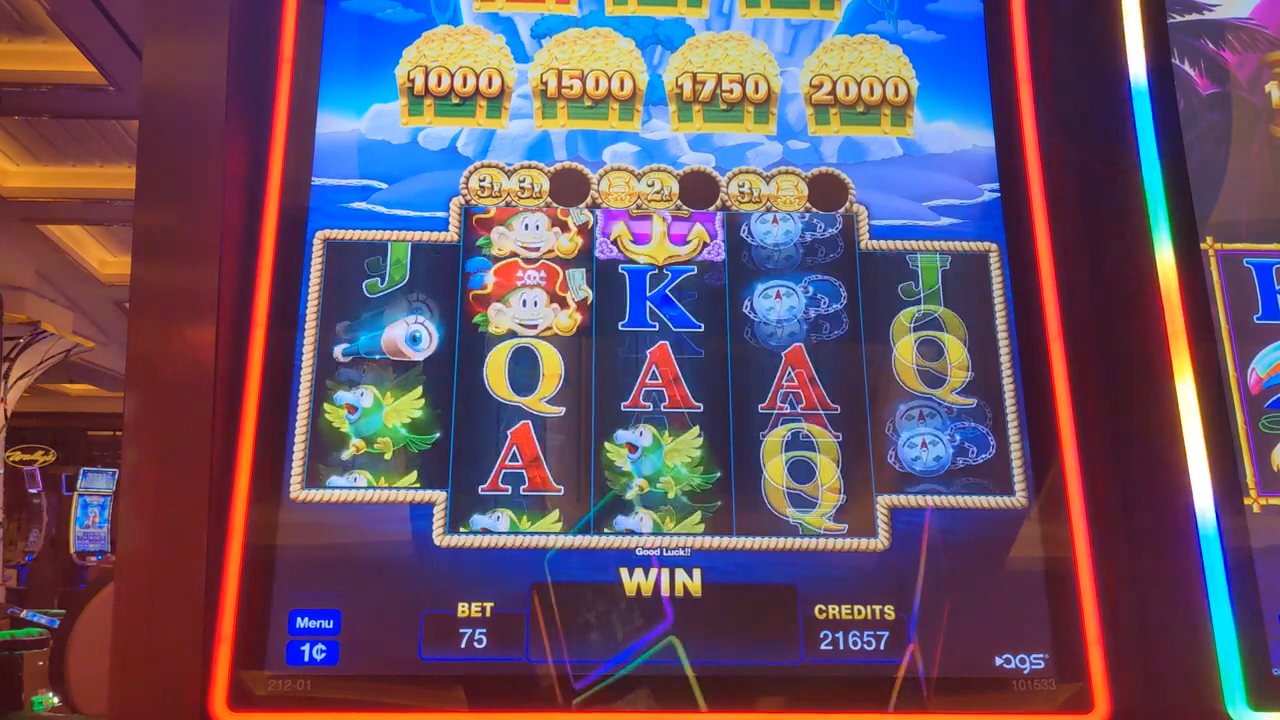 1000 1500 1750 2000
3x 3x 2x 3x
J K J
Q A A Q
A Q
Good Luck!!
WIN
BET
75
CREDITS
21657
Menu
1¢
ags
212-01
101533